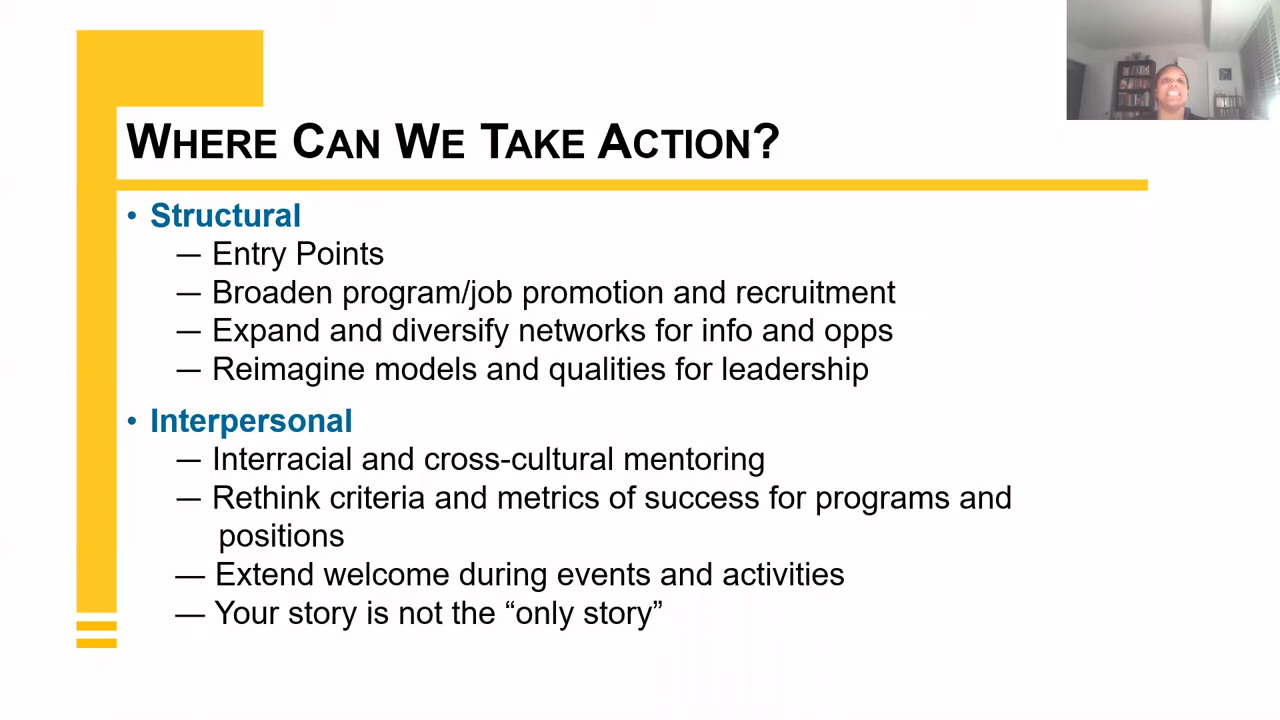 WHERE CAN WE TAKE ACTION?
• Structural
— Entry Points
— Broaden program/job promotion and recruitment
— Expand and diversify networks for info and opps
— Reimagine models and qualities for leadership
• Interpersonal
— Interracial and cross-cultural mentoring
— Rethink criteria and metrics of success for programs and
positions
— Extend welcome during events and activities
— Your story is not the “only story”